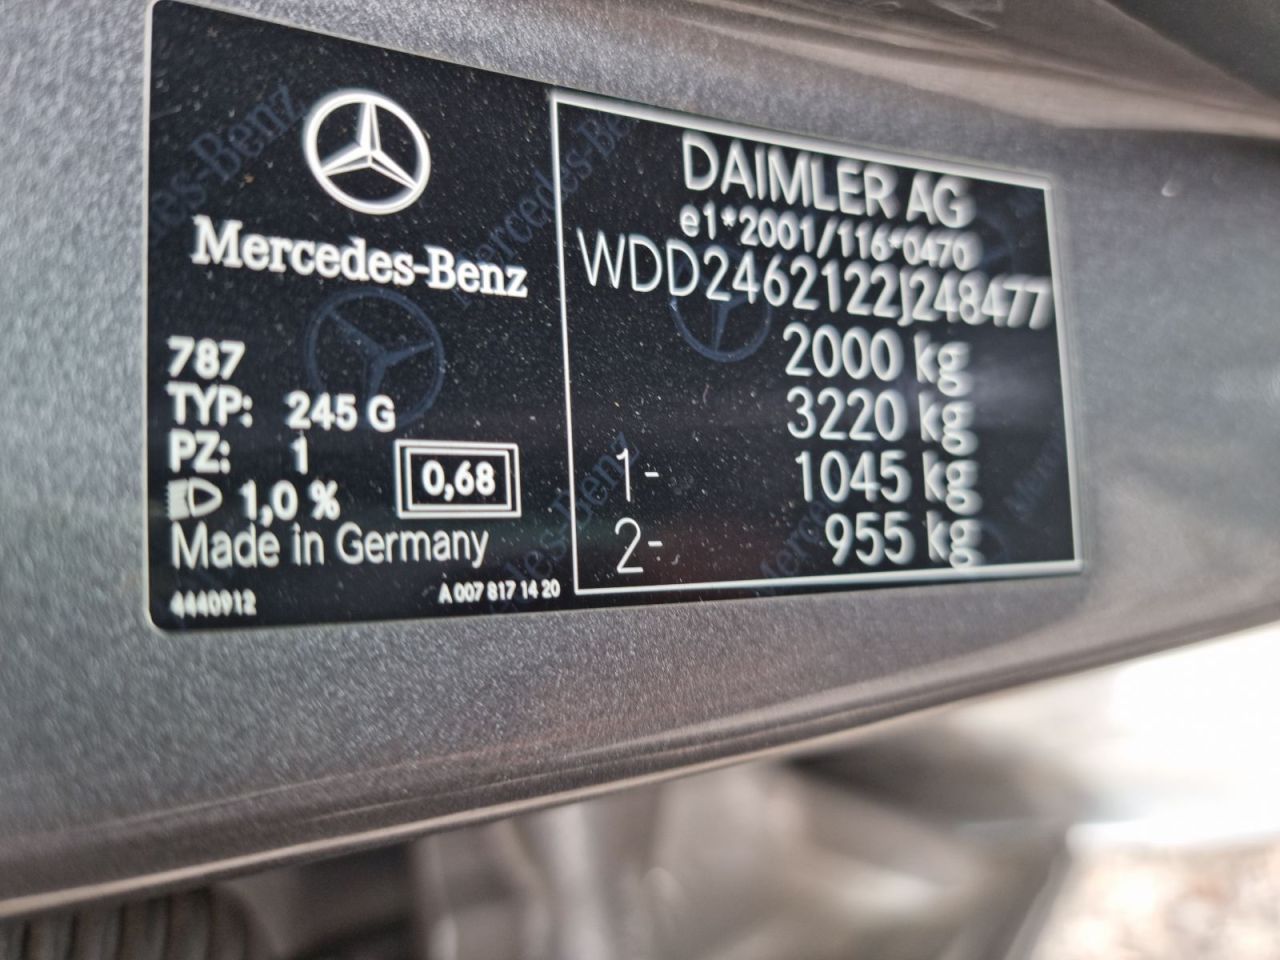 Mercedes-Benz
787
TYP: 245 G
PZ: 1
1,0 %
0,68
Made in Germany
4440912
A 007 817 14 20
DAIMLER AG
e1*2001/116*0470
WDD2462122J248477
2000 kg
3220 kg
1- 1045 kg
2- 955 kg